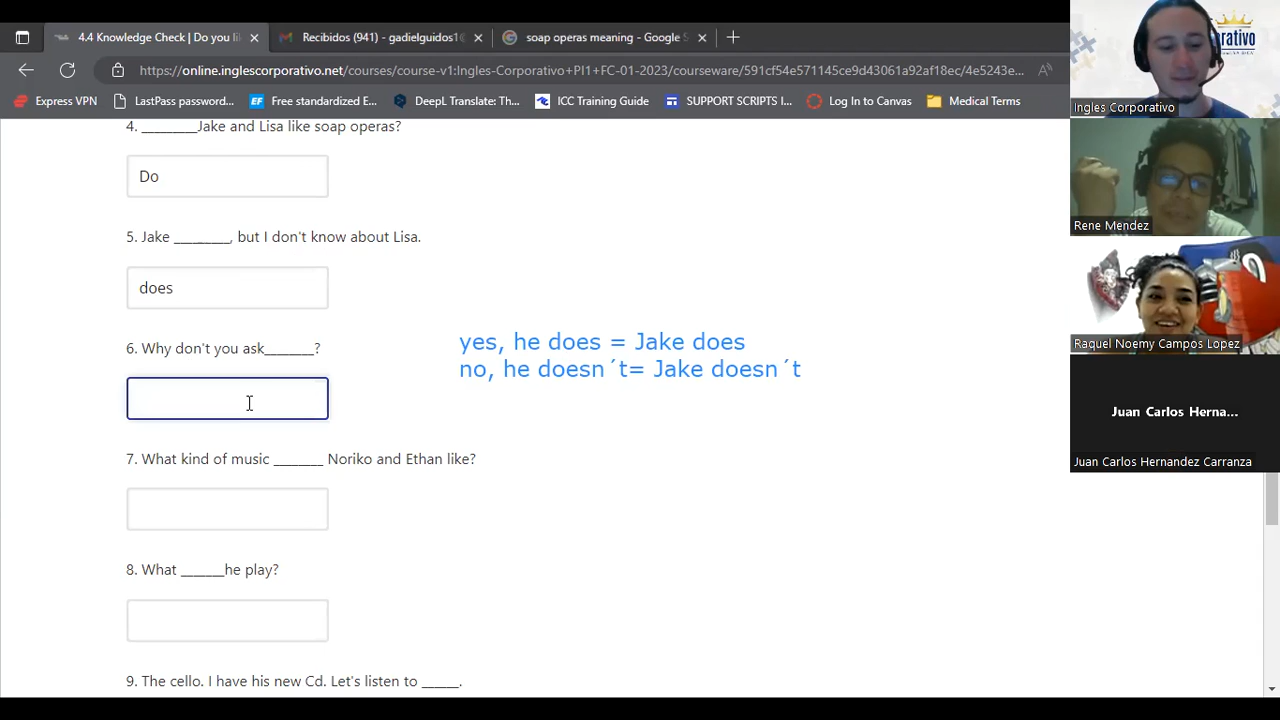 4.4 Knowledge Check | Do you li
Recibidos (941) - gadielguidos1
soap operas meaning - Google S
https://online.inglescorporativo.net/courses/course-v1:Ingles-Corporativo+PI1+FC-01-2023/courseware/591cf54e571145ce9d43061a92af18ec/4e5243e...
Express VPN
LastPass password...
Free standardized E...
DeepL Translate: Th...
ICC Training Guide
SUPPORT SCRIPTS I...
Log In to Canvas
Medical Terms
4. ________Jake and Lisa like soap operas?
Do
5. Jake ________, but I don't know about Lisa.
does
6. Why don't you ask_______?
yes, he does = Jake does
no, he doesn´t= Jake doesn´t
7. What kind of music _______ Noriko and Ethan like?
8. What ______he play?
9. The cello. I have his new Cd. Let's listen to _____.
Ingles Corporativo
Rene Mendez
Raquel Noemy Campos Lopez
Juan Carlos Herna...
Juan Carlos Hernandez Carranza